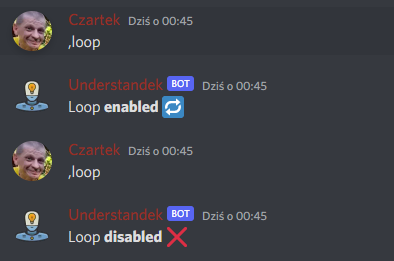 Czartek Dziś o 00:45
,loop
Understandek BOT Dziś o 00:45
Loop enabled 🔁
Czartek Dziś o 00:45
,loop
Understandek BOT Dziś o 00:45
Loop disabled ❌